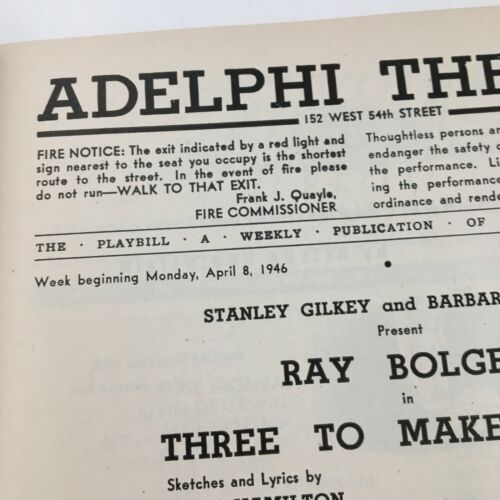 ADELPHI THE
152 WEST 54th STREET
FIRE NOTICE: The exit indicated by a red light and
sign nearest to the seat you occupy is the shortest
route to the street. In the event of fire please
do not run—WALK TO THAT EXIT.
Frank J. Quayle,
FIRE COMMISSIONER
Thoughtless persons
endanger the safety
the performance. Li
ing the performance
ordinance and rende
THE · PLAYBILL · A · WEEKLY · PUBLICATION · OF
Week beginning Monday, April 8, 1946
STANLEY GILKEY and BARBAR
Present
RAY BOLGE
in
THREE TO MAKE
Sketches and Lyrics by
HAMILTON